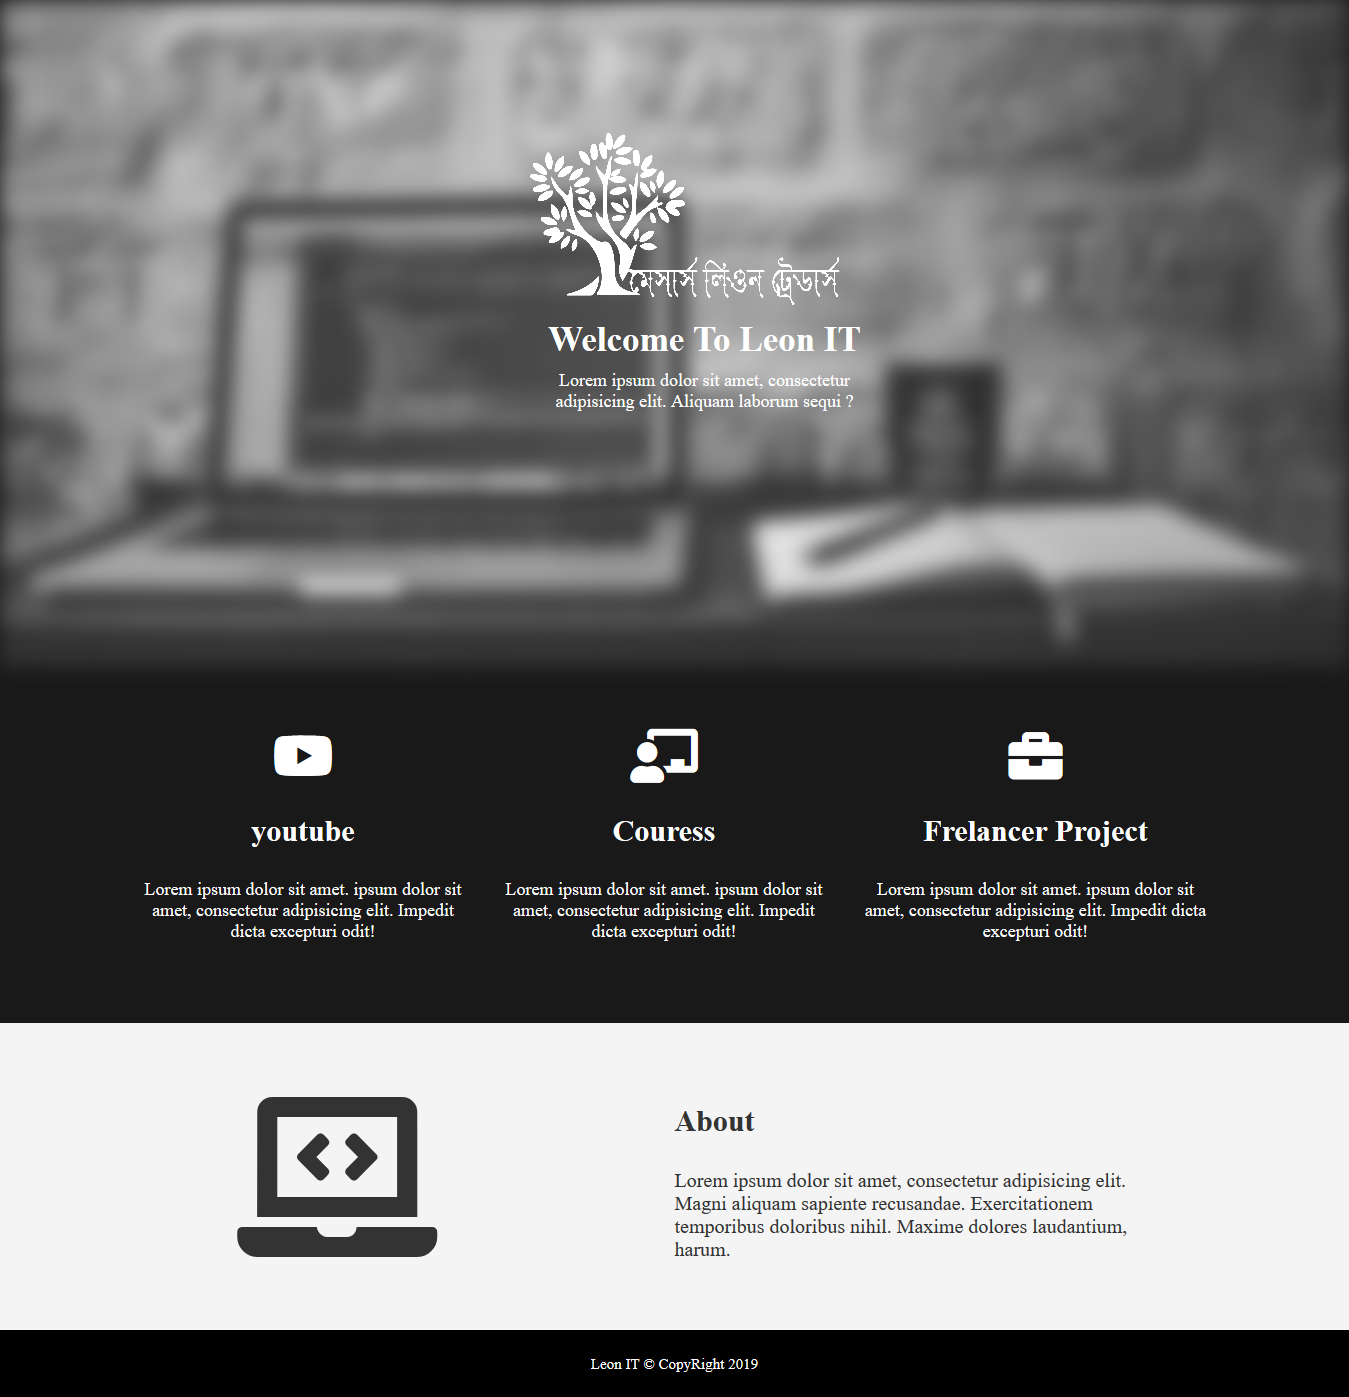 মেসার্স লিওন ট্রেডার্স
Welcome To Leon IT
Lorem ipsum dolor sit amet, consectetur
adipisicing elit. Aliquam laborum sequi ?
youtube
Lorem ipsum dolor sit amet. ipsum dolor sit
amet, consectetur adipisicing elit. Impedit
dicta excepturi odit!
Couress
Lorem ipsum dolor sit amet. ipsum dolor sit
amet, consectetur adipisicing elit. Impedit
dicta excepturi odit!
Frelancer Project
Lorem ipsum dolor sit amet. ipsum dolor sit
amet, consectetur adipisicing elit. Impedit dicta
excepturi odit!
About
Lorem ipsum dolor sit amet, consectetur adipisicing elit.
Magni aliquam sapiente recusandae. Exercitationem
temporibus doloribus nihil. Maxime dolores laudantium,
harum.
Leon IT © CopyRight 2019